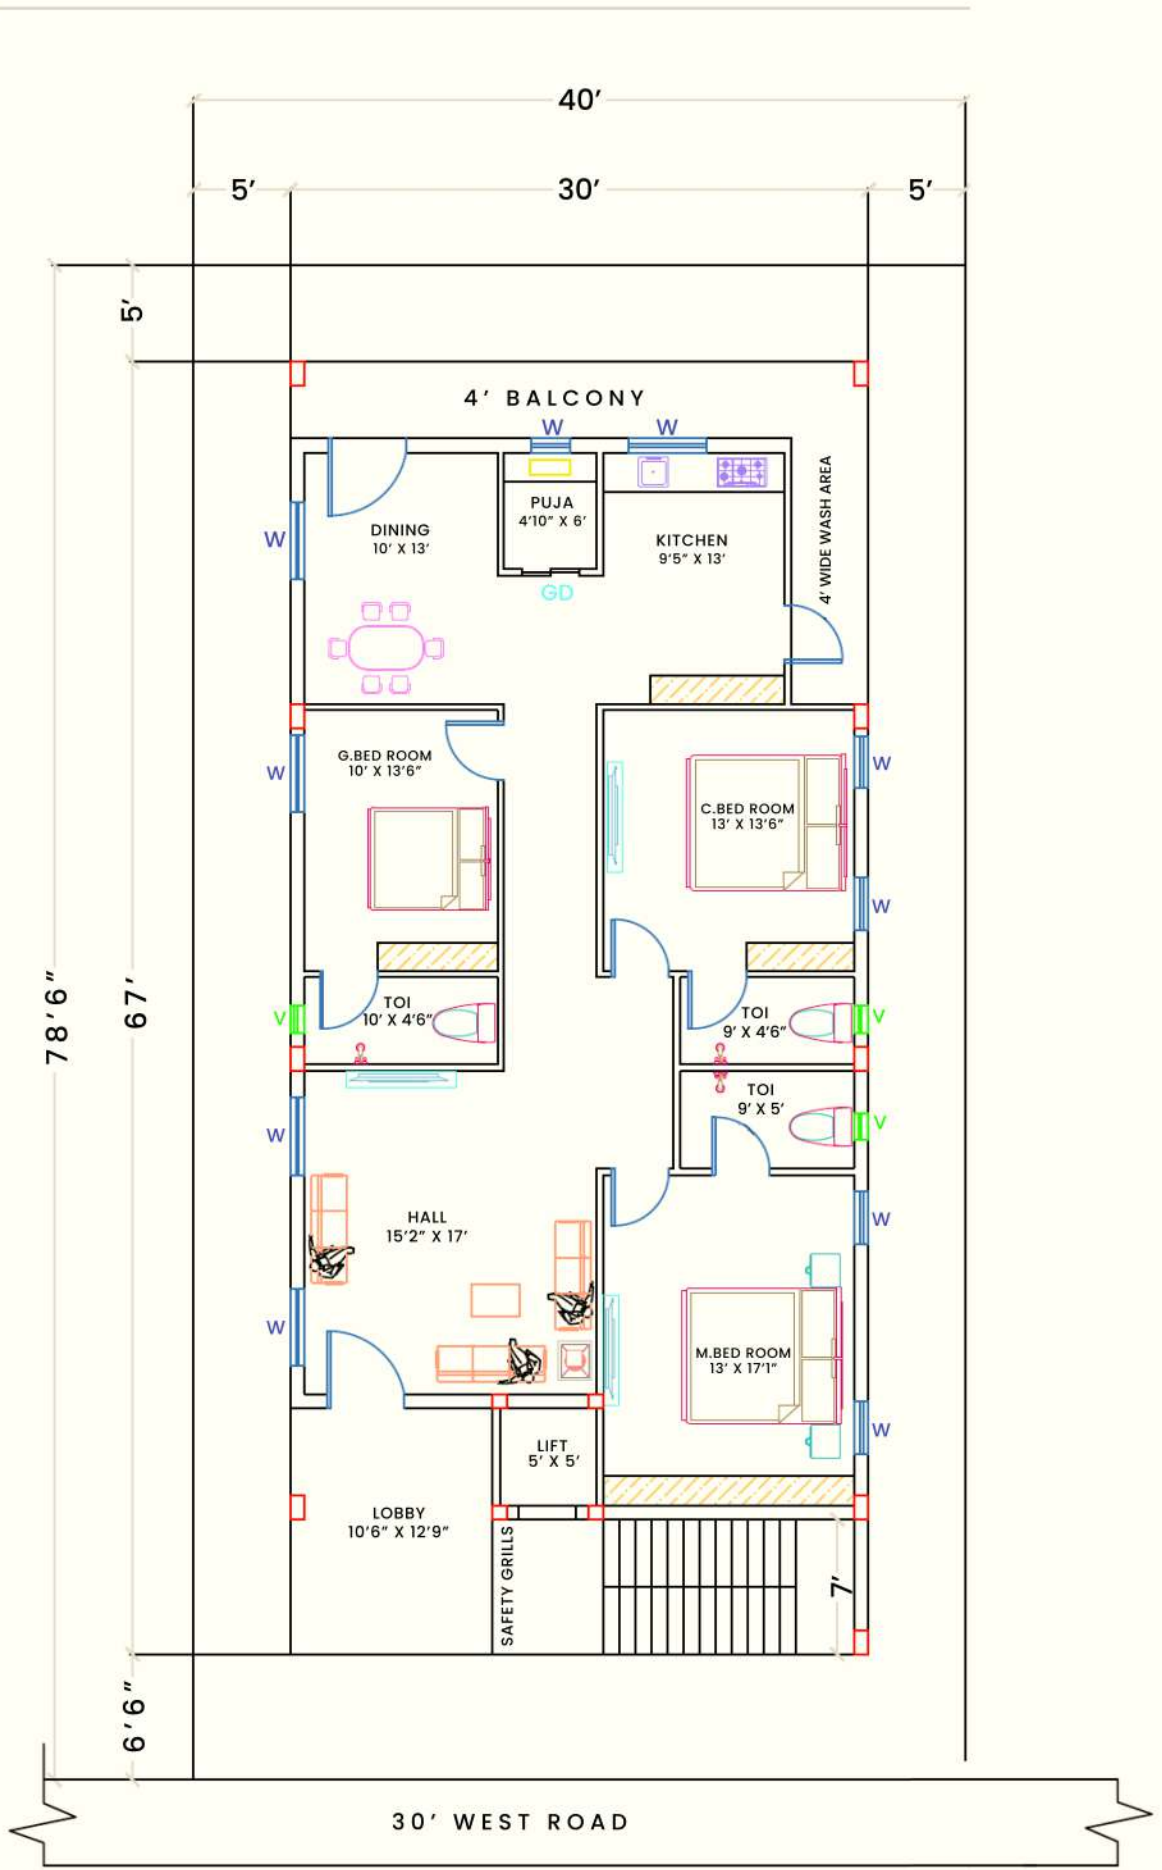 40'
5'
30'
5'
5'
4' BALCONY
W
W
PUJA
4'10" X 6'
DINING
10' X 13'
KITCHEN
9'5" X 13'
4' WIDE WASH AREA
W
GD
G.BED ROOM
10' X 13'6"
W
W
C.BED ROOM
13' X 13'6"
W
78'6"
67'
TOI
10' X 4'6"
V
TOI
9' X 4'6"
V
TOI
9' X 5'
V
W
HALL
15'2" X 17'
W
W
M.BED ROOM
13' X 17'1"
W
LIFT
5' X 5'
LOBBY
10'6" X 12'9"
SAFETY GRILLS
7'
6'6"
30' WEST ROAD